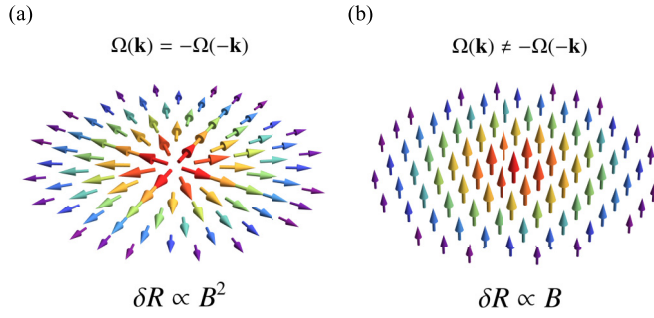 (a)
Ω(k) = −Ω(−k)
δR ∝ B²
(b)
Ω(k) ≠ −Ω(−k)
δR ∝ B